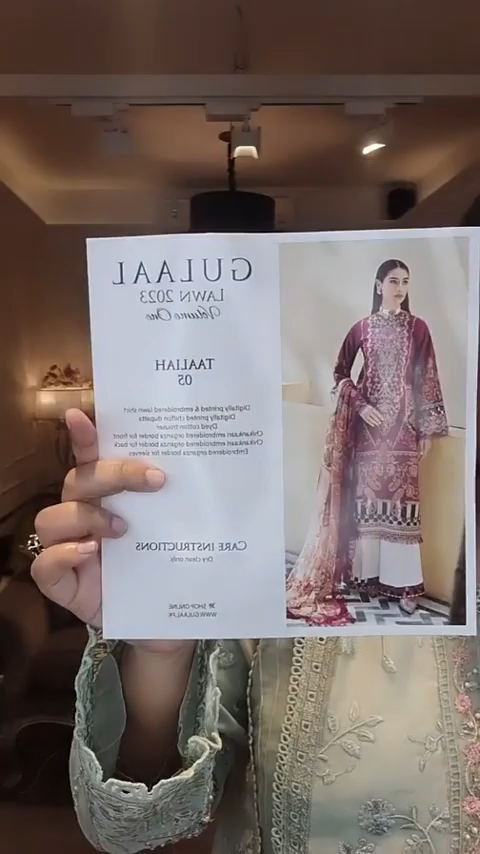 GULAAL
LAWN 2023
Volume One
TAALIAH
05
Digitally printed & embroidered lawn shirt
Digitally printed chiffon dupatta
Dyed cotton trouser
Chikankaari embroidered organza border for front
Chikankaari embroidered organza border for back
Embroidered organza border for sleeves
CARE INSTRUCTIONS
Dry clean only
SHOP ONLINE
WWW.GULAAL.PK